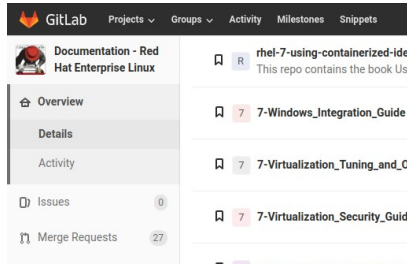 GitLab Projects Groups Activity Milestones Snippets
Documentation - Red
Hat Enterprise Linux
Overview
Details
Activity
Issues 0
Merge Requests 27
R rhel-7-using-containerized-ide
This repo contains the book Us
7 7-Windows_Integration_Guide
7 7-Virtualization_Tuning_and_O
7 7-Virtualization_Security_Guid